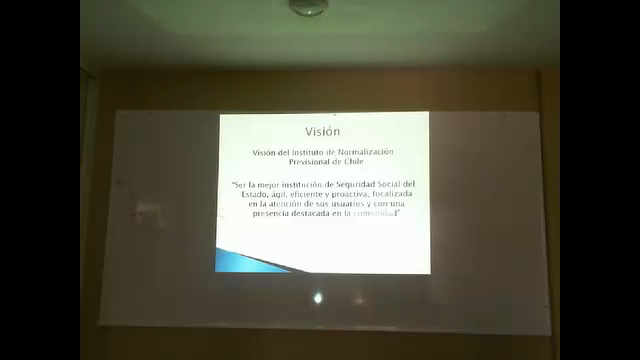 Visión
Visión del Instituto de Normalización
Previsional de Chile
"Ser la mejor institución de Seguridad Social del
Estado, ágil, eficiente y proactiva, focalizada
en la atención de sus usuarios y con una
presencia destacada en la comunidad"